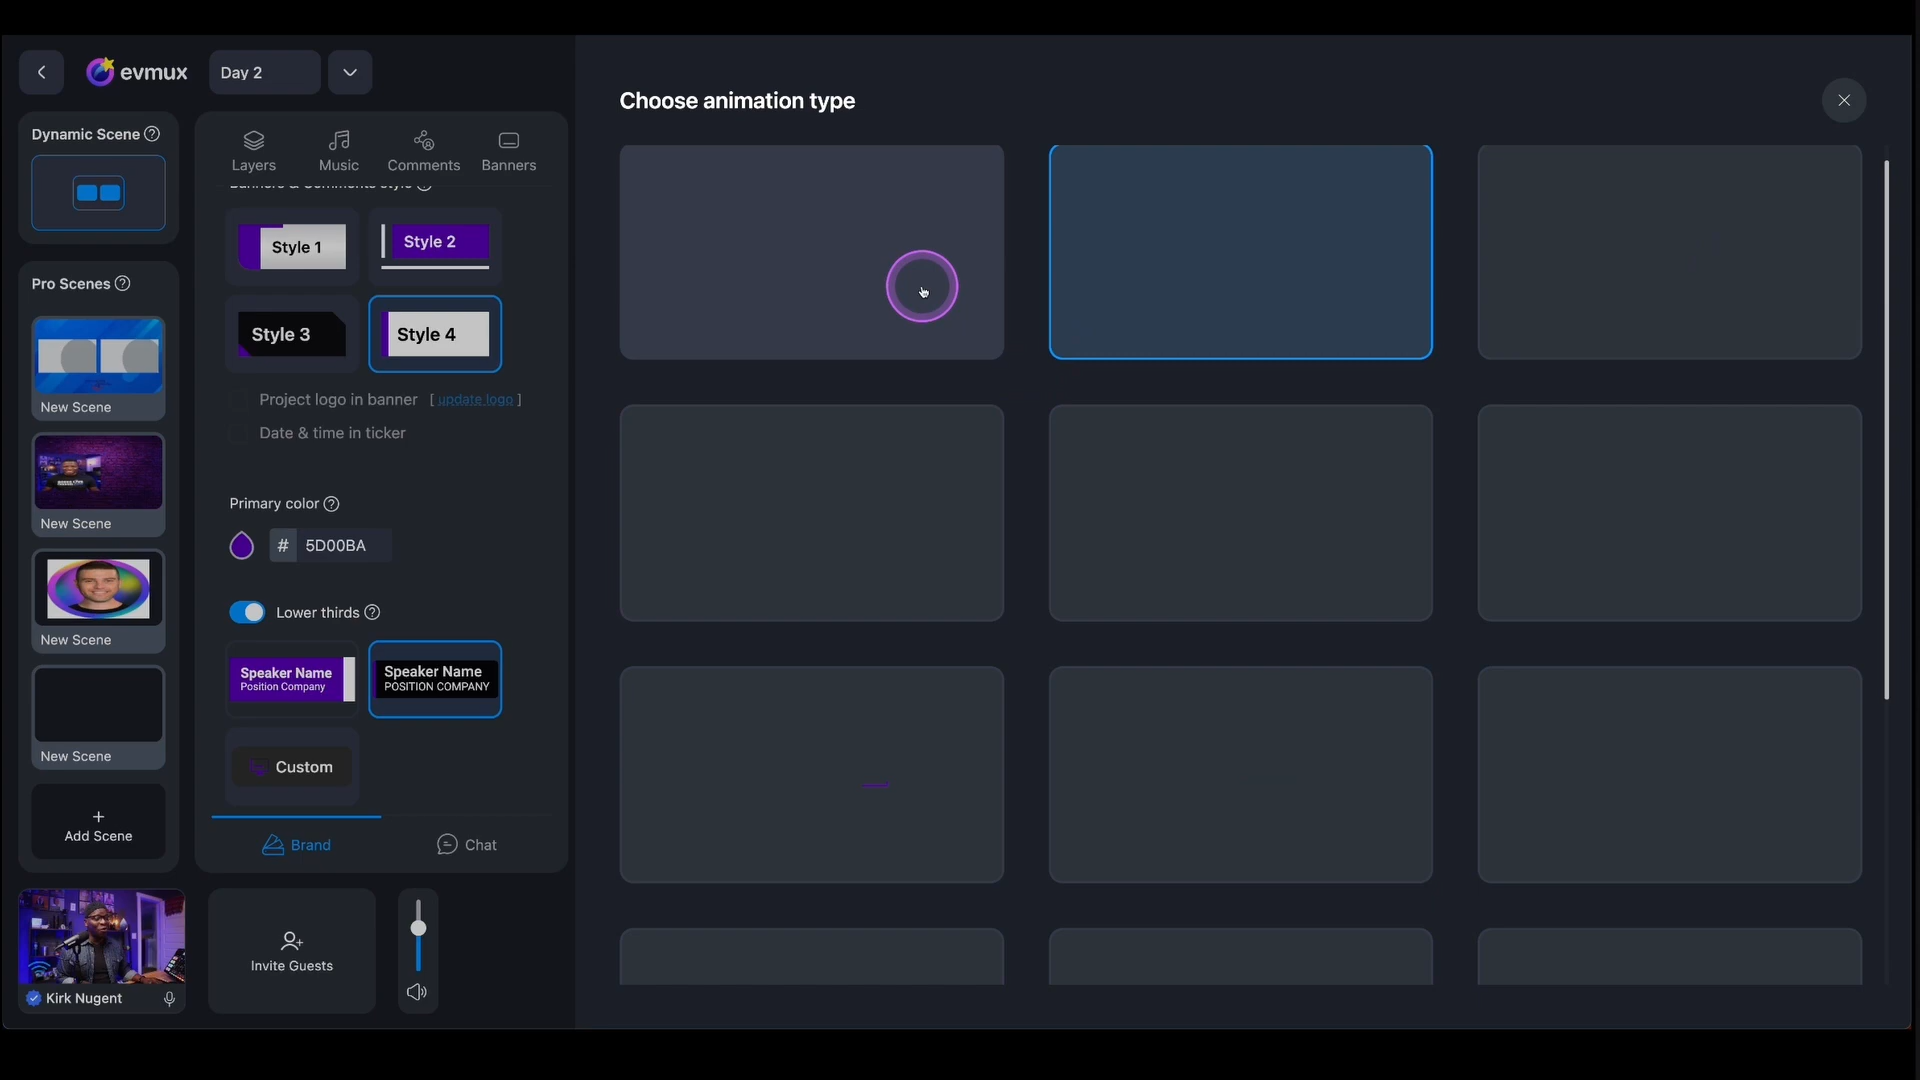 evmux
Day 2
Choose animation type
Dynamic Scene
Layers
Music
Comments
Banners
Banners & Comments style
Style 1
Style 2
Pro Scenes
Style 3
Style 4
New Scene
Project logo in banner [ update logo ]
Date & time in ticker
New Scene
Primary color
# 5D00BA
Lower thirds
New Scene
Speaker Name
Position Company
Speaker Name
POSITION COMPANY
New Scene
Custom
+
Add Scene
Brand
Chat
Invite Guests
Kirk Nugent